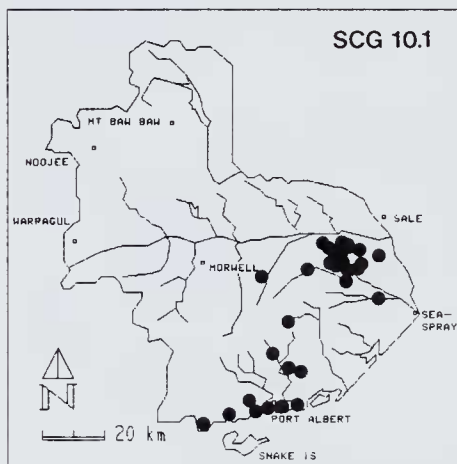 SCG 10.1
MT BAW BAW
NOOJEE
WARRAGUL
SALE
MORWELL
SEA-
SPRAY
PORT ALBERT
N
20 km
SNAKE IS